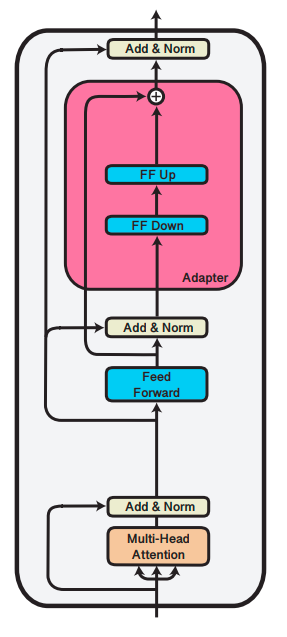 Add & Norm
FF Up
FF Down
Adapter
Add & Norm
Feed
Forward
Add & Norm
Multi-Head
Attention